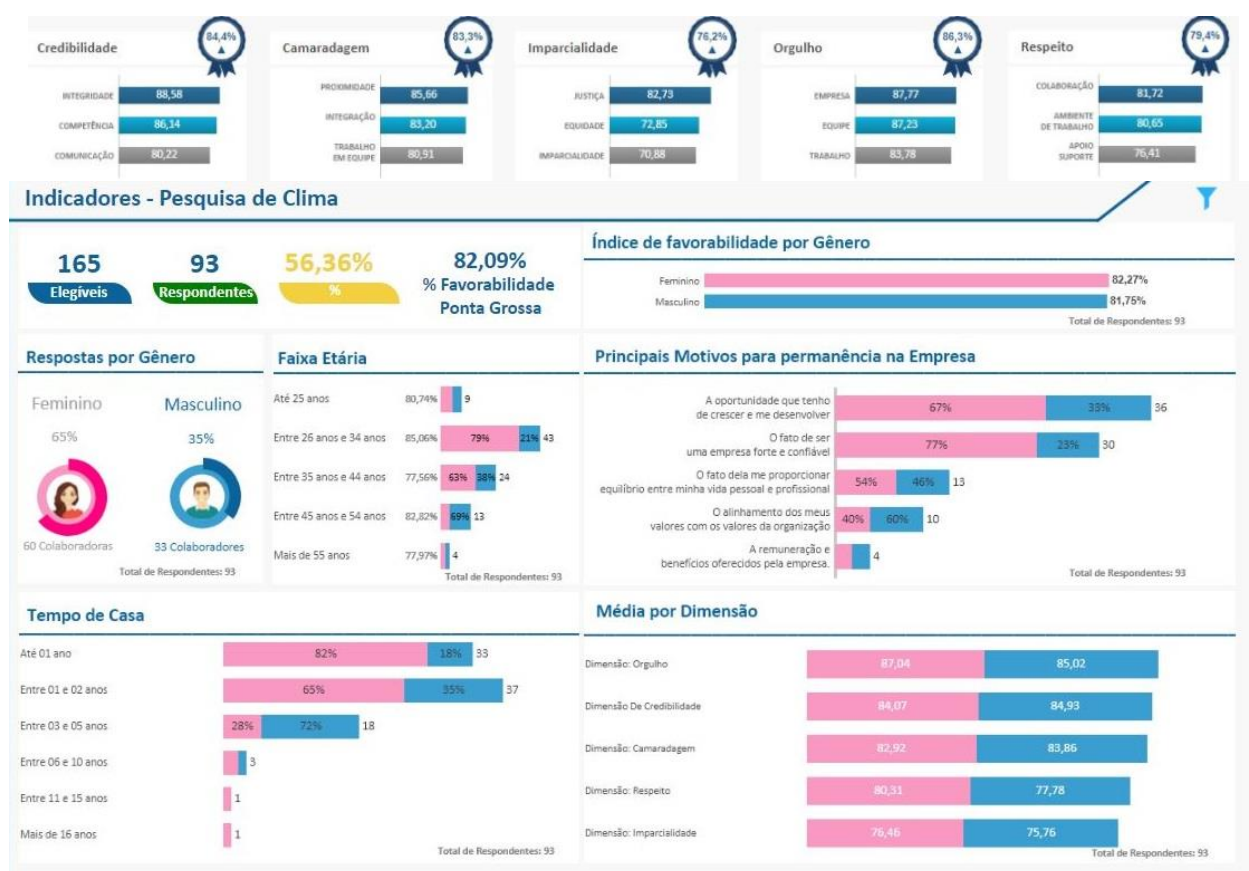 Credibilidade
84,4%
INTEGRIDADE 88,58
COMPETÊNCIA 86,14
COMUNICAÇÃO 80,22
Camaradagem
83,3%
PROXIMIDADE 85,66
INTEGRAÇÃO 83,20
TRABALHO
EM EQUIPE 80,91
Imparcialidade
76,2%
JUSTIÇA 82,73
EQUIDADE 72,85
IMPARCIALIDADE 70,88
Orgulho
86,3%
EMPRESA 87,77
EQUIPE 87,23
TRABALHO 83,78
Respeito
79,4%
COLABORAÇÃO 81,72
AMBIENTE
DE TRABALHO 80,65
APOIO
SUPORTE 76,41
Indicadores - Pesquisa de Clima
165
Elegíveis
93
Respondentes
56,36%
%
82,09%
% Favorabilidade
Ponta Grossa
Índice de favorabilidade por Gênero
Feminino 82,27%
Masculino 81,75%
Total de Respondentes: 93
Respostas por Gênero
Feminino
65%
60 Colaboradoras
Masculino
35%
33 Colaboradores
Total de Respondentes: 93
Faixa Etária
Até 25 anos 80,74% 9
Entre 26 anos e 34 anos 85,06% 79% 21% 43
Entre 35 anos e 44 anos 77,56% 63% 38% 24
Entre 45 anos e 54 anos 82,82% 69% 13
Mais de 55 anos 77,97% 4
Total de Respondentes: 93
Principais Motivos para permanência na Empresa
A oportunidade que tenho
de crescer e me desenvolver 67% 33% 36
O fato de ser
uma empresa forte e confiável 77% 23% 30
O fato dela me proporcionar
equilíbrio entre minha vida pessoal e profissional 54% 46% 13
O alinhamento dos meus
valores com os valores da organização 40% 60% 10
A remuneração e
benefícios oferecidos pela empresa. 4
Total de Respondentes: 93
Tempo de Casa
Até 01 ano 82% 18% 33
Entre 01 e 02 anos 65% 35% 37
Entre 03 e 05 anos 28% 72% 18
Entre 06 e 10 anos 3
Entre 11 e 15 anos 1
Mais de 16 anos 1
Total de Respondentes: 93
Média por Dimensão
Dimensão: Orgulho 87,04 85,02
Dimensão De Credibilidade 84,07 84,93
Dimensão: Camaradagem 82,92 83,86
Dimensão: Respeito 80,31 77,78
Dimensão: Imparcialidade 76,46 75,76
Total de Respondentes: 93